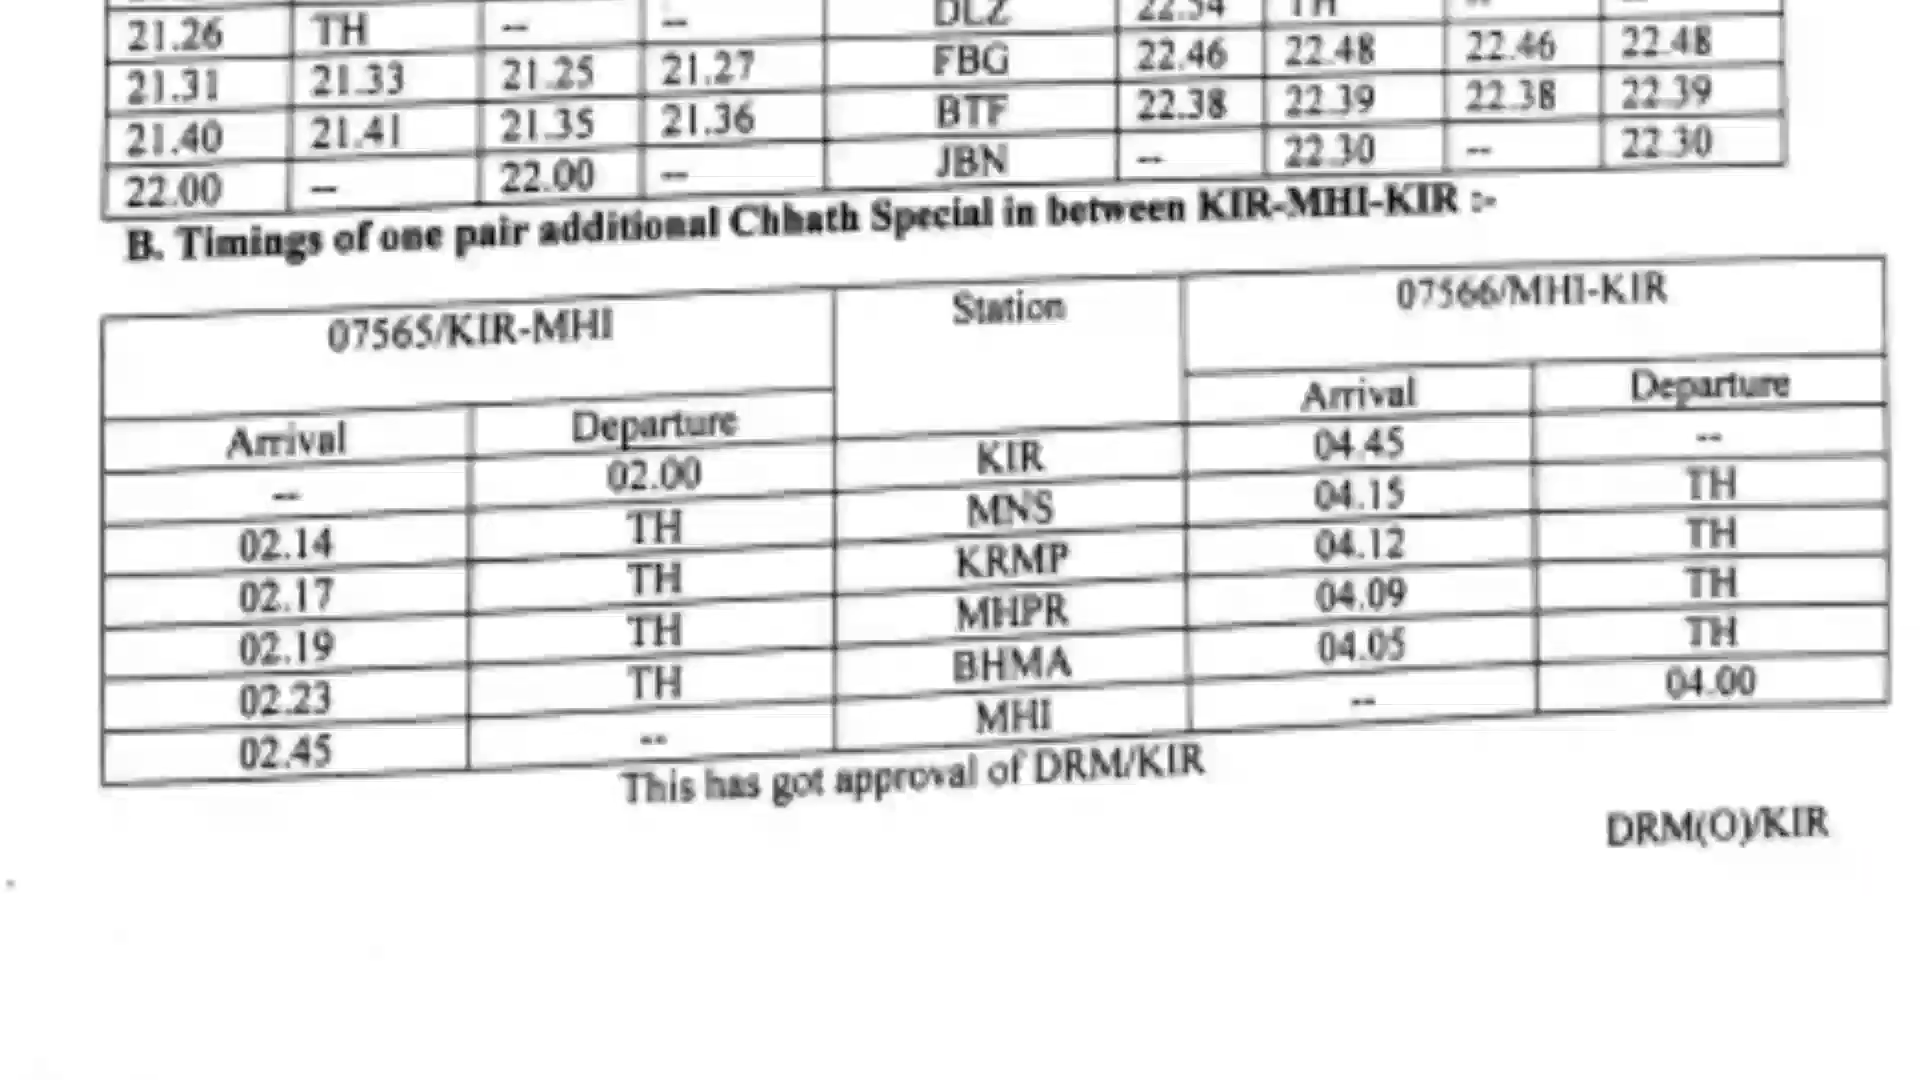 21.26 TH -- -- DLZ 22.54 TH -- --
21.31 21.33 21.25 21.27 FBG 22.46 22.48 22.46 22.48
21.40 21.41 21.35 21.36 BTF 22.38 22.39 22.38 22.39
22.00 -- 22.00 -- JBN -- 22.30 -- 22.30
B. Timings of one pair additional Chhath Special in between KIR-MHI-KIR :-
07565/KIR-MHI Station 07566/MHI-KIR
Arrival Departure Arrival Departure
-- 02.00 KIR 04.45 --
02.14 TH MNS 04.15 TH
02.17 TH KRMP 04.12 TH
02.19 TH MHPR 04.09 TH
02.23 TH BHMA 04.05 TH
02.45 -- MHI -- 04.00
This has got approval of DRM/KIR
DRM(O)/KIR